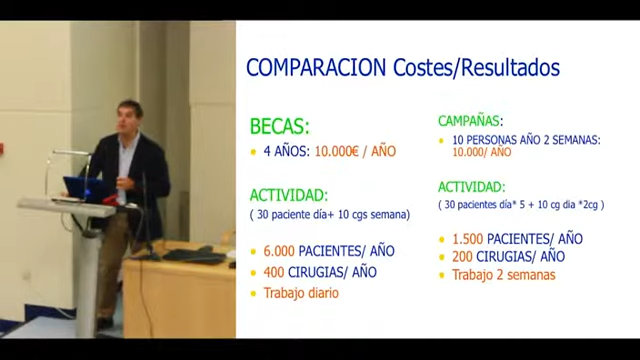 COMPARACION Costes/Resultados
BECAS:
4 AÑOS: 10.000€ / AÑO
ACTIVIDAD:
( 30 paciente día+ 10 cgs semana)
6.000 PACIENTES/ AÑO
400 CIRUGIAS/ AÑO
Trabajo diario
CAMPAÑAS:
10 PERSONAS AÑO 2 SEMANAS:
10.000/ AÑO
ACTIVIDAD:
( 30 pacientes día* 5 + 10 cg dia *2cg )
1.500 PACIENTES/ AÑO
200 CIRUGÍAS/ AÑO
Trabajo 2 semanas